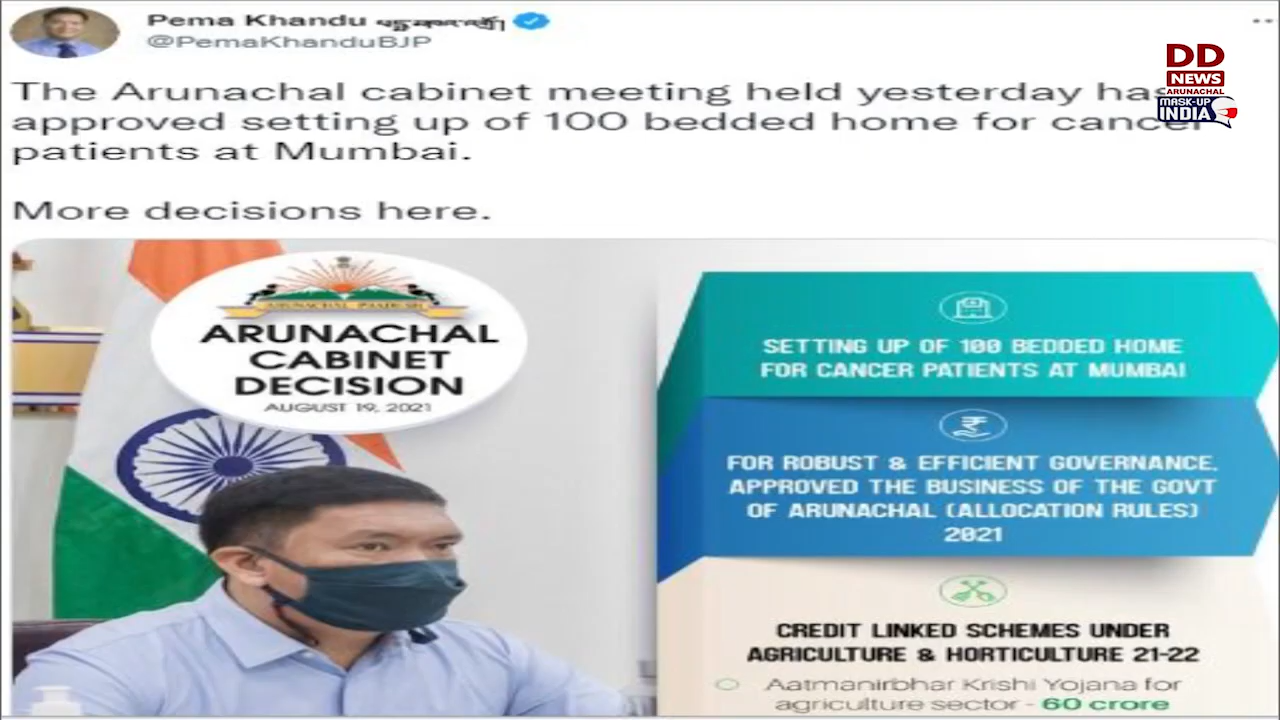 Pema Khandu
@PemaKhanduBJP
DD
NEWS
ARUNACHAL
MASK-UP
INDIA
The Arunachal cabinet meeting held yesterday has
approved setting up of 100 bedded home for cancer
patients at Mumbai.
More decisions here.
ARUNACHAL PRADESH
ARUNACHAL
CABINET
DECISION
AUGUST 19, 2021
SETTING UP OF 100 BEDDED HOME
FOR CANCER PATIENTS AT MUMBAI
FOR ROBUST & EFFICIENT GOVERNANCE,
APPROVED THE BUSINESS OF THE GOVT
OF ARUNACHAL (ALLOCATION RULES)
2021
CREDIT LINKED SCHEMES UNDER
AGRICULTURE & HORTICULTURE 21-22
Aatmanirbhar Krishi Yojana for
agriculture sector - 60 crore